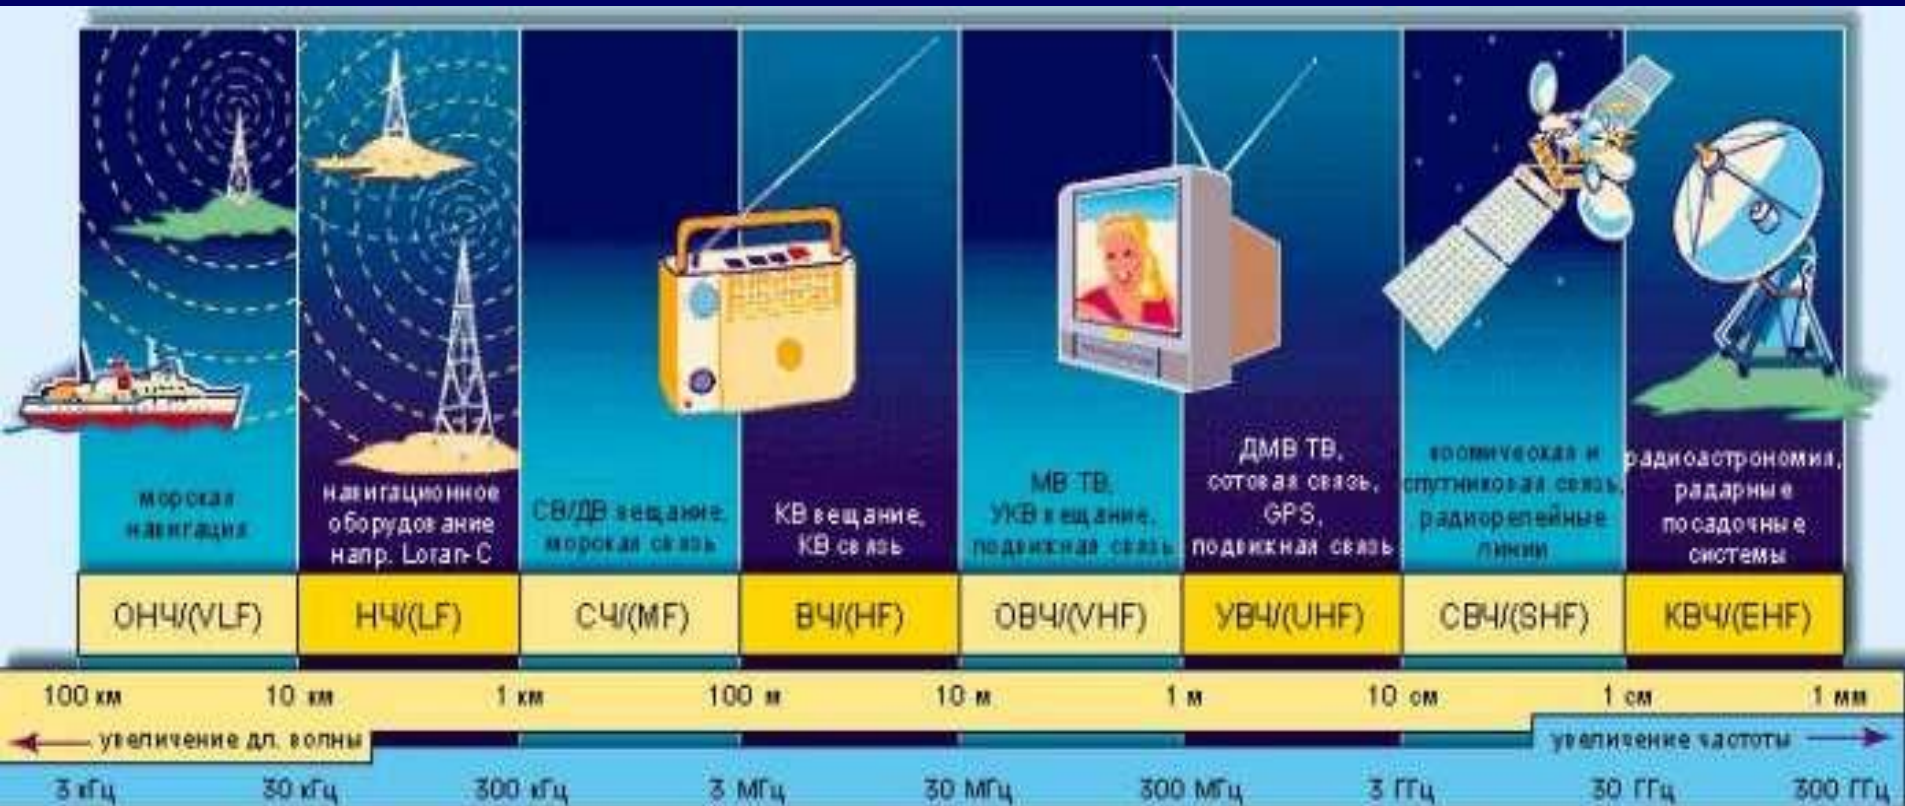 морская
навигация
навигационное
оборудование
напр. Loran-C
СВ/ДВ вещание,
морская связь
КВ вещание,
КВ связь
МВ ТВ,
УКВ вещание,
подвижная связь
ДМВ ТВ,
сотовая связь,
GPS,
подвижная связь
космическая и
спутниковая связь,
радиорелейные
линии
радиоастрономия,
радарные
посадочные
системы
ОНЧ/(VLF) НЧ/(LF) СЧ/(MF) ВЧ/(HF) ОВЧ/(VHF) УВЧ/(UHF) СВЧ/(SHF) КВЧ/(EHF)
100 км 10 км 1 км 100 м 10 м 1 м 10 см 1 см 1 мм
увеличение дл. волны увеличение частоты
3 кГц 30 кГц 300 кГц 3 МГц 30 МГц 300 МГц 3 ГГц 30 ГГц 300 ГГц